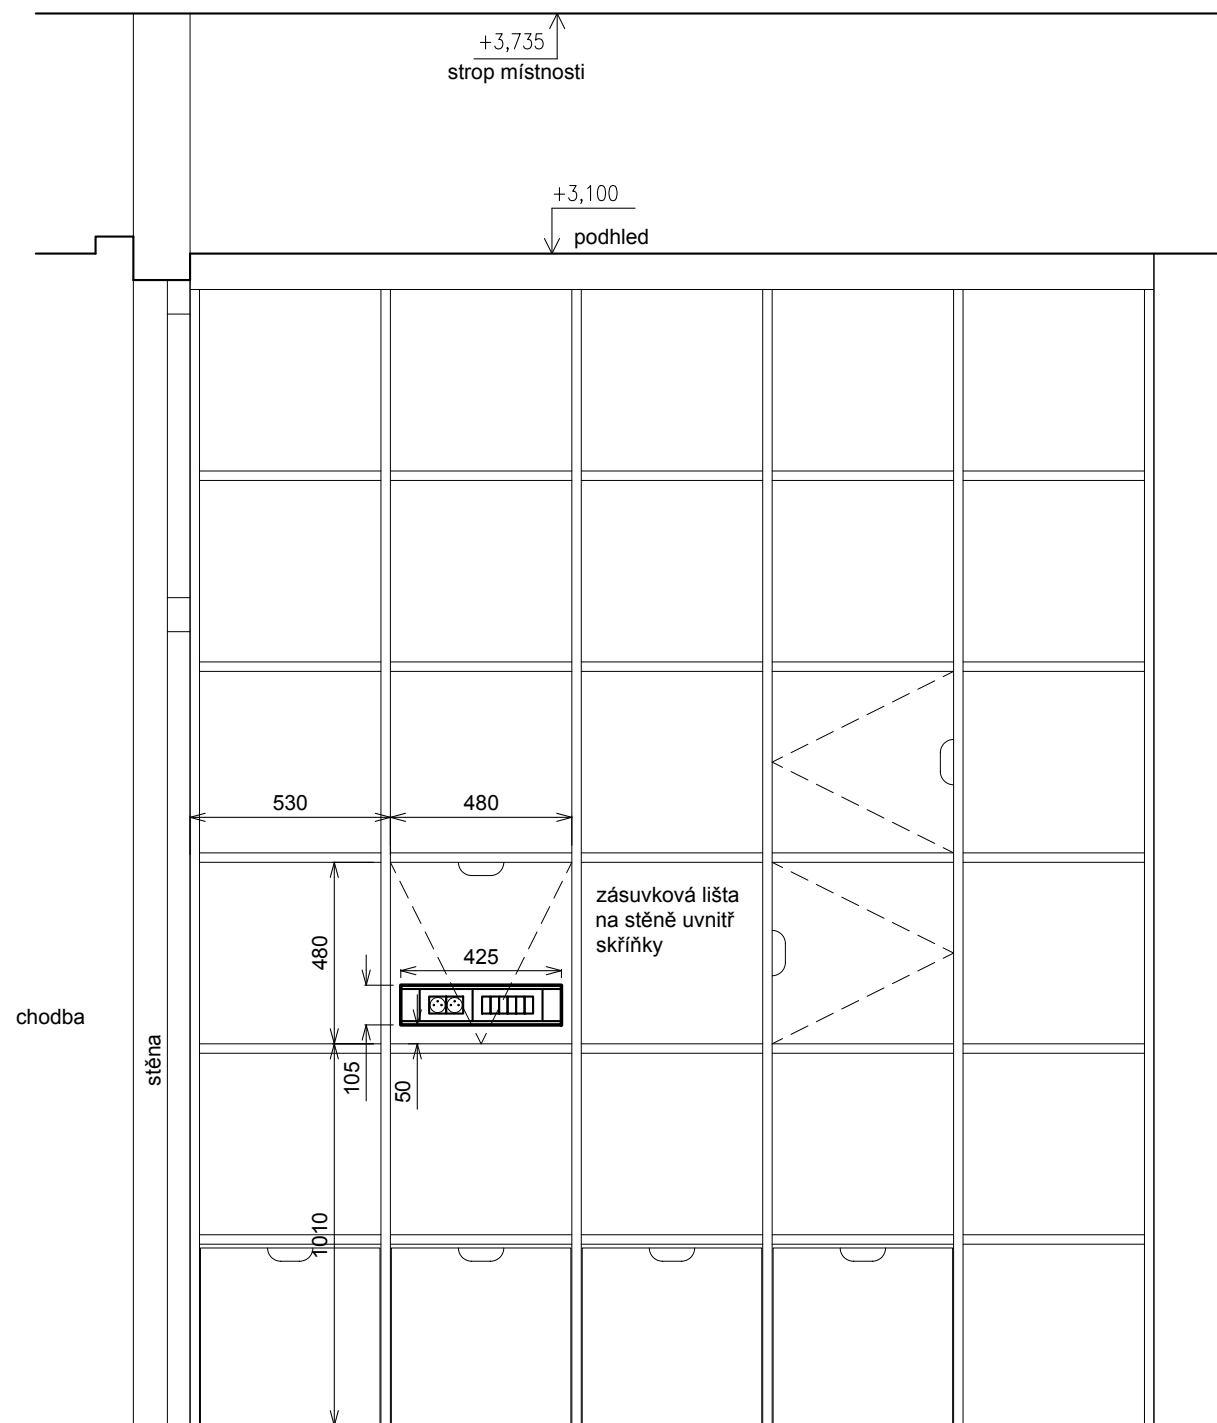 +3,735
strop místnosti
+3,100
podhled
530
480
zásuvková lišta
na stěně uvnitř
skříňky
480
425
chodba
stěna
105
50
1010